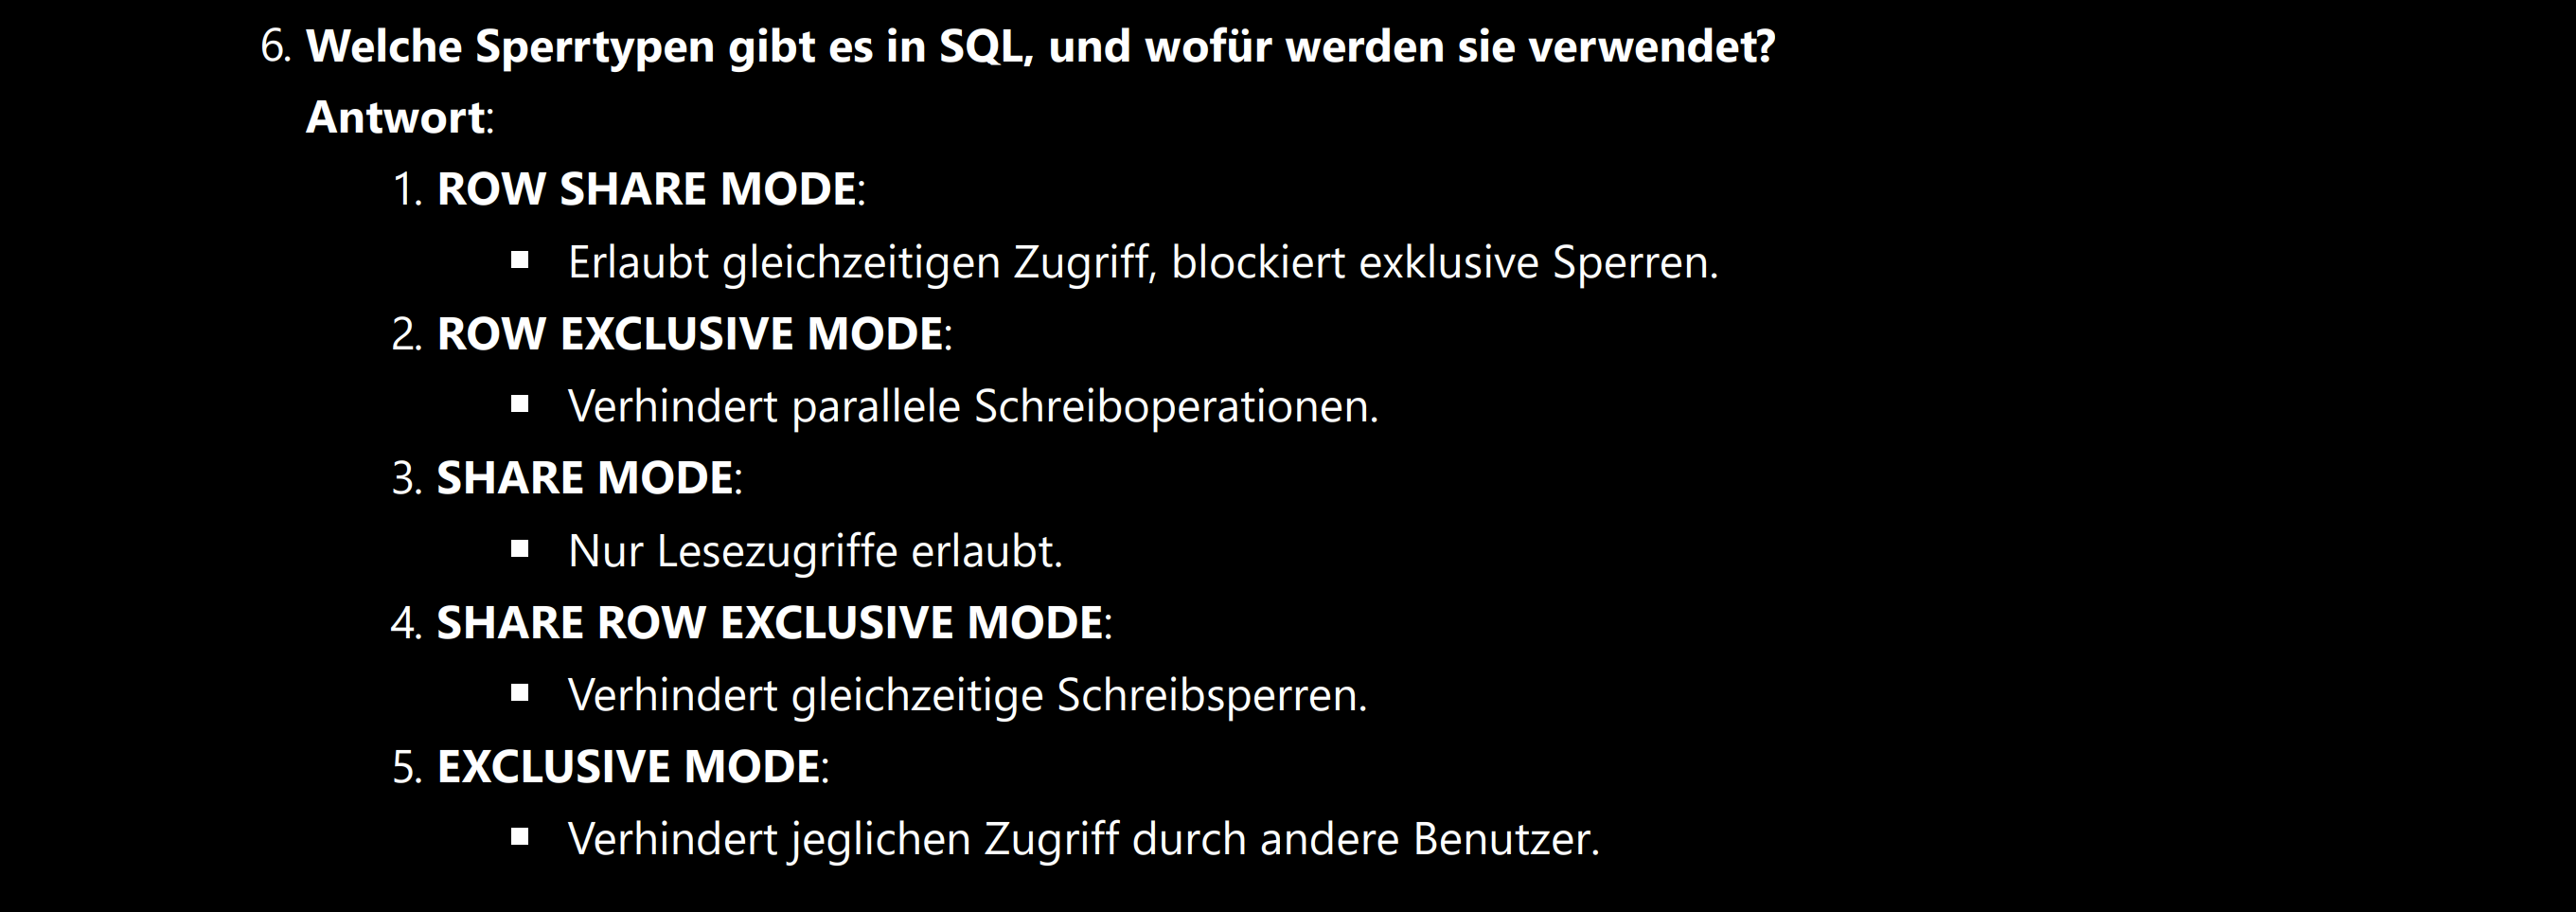 6. Welche Sperrtypen gibt es in SQL, und wofür werden sie verwendet?
Antwort:
1. ROW SHARE MODE:
▪ Erlaubt gleichzeitigen Zugriff, blockiert exklusive Sperren.
2. ROW EXCLUSIVE MODE:
▪ Verhindert parallele Schreiboperationen.
3. SHARE MODE:
▪ Nur Lesezugriffe erlaubt.
4. SHARE ROW EXCLUSIVE MODE:
▪ Verhindert gleichzeitige Schreibsperren.
5. EXCLUSIVE MODE:
▪ Verhindert jeglichen Zugriff durch andere Benutzer.